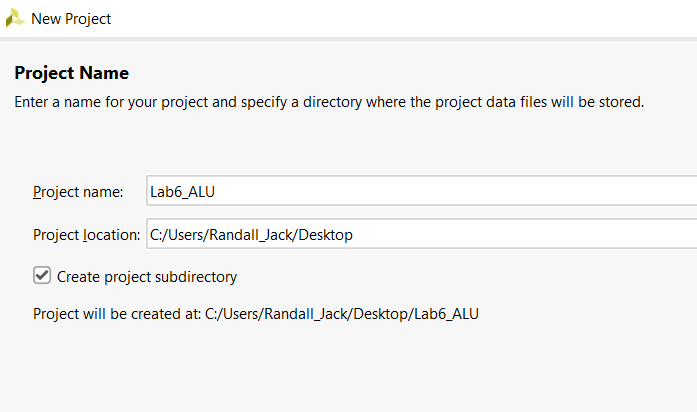 New Project
Project Name
Enter a name for your project and specify a directory where the project data files will be stored.
Project name: Lab6_ALU
Project location: C:/Users/Randall_Jack/Desktop
Create project subdirectory
Project will be created at: C:/Users/Randall_Jack/Desktop/Lab6_ALU